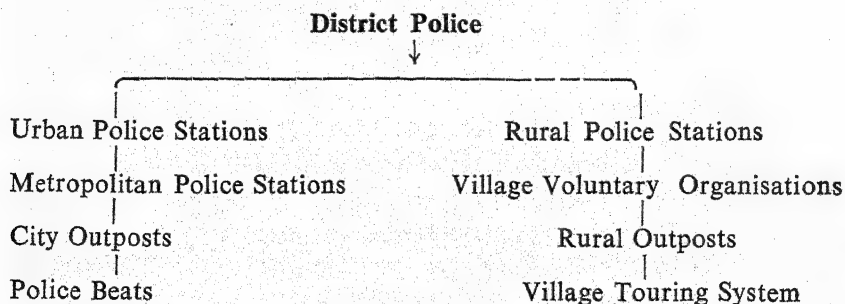 District Police
Urban Police Stations Rural Police Stations
Metropolitan Police Stations Village Voluntary Organisations
City Outposts Rural Outposts
Police Beats Village Touring System